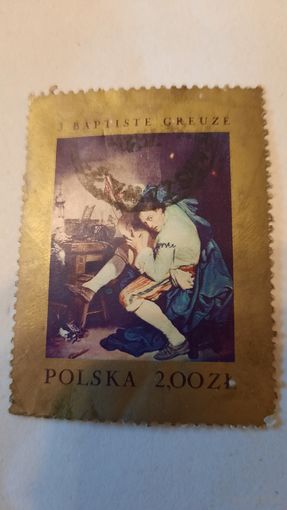 J. BAPTISTE GREUZE
POLSKA 2,00ZŁ